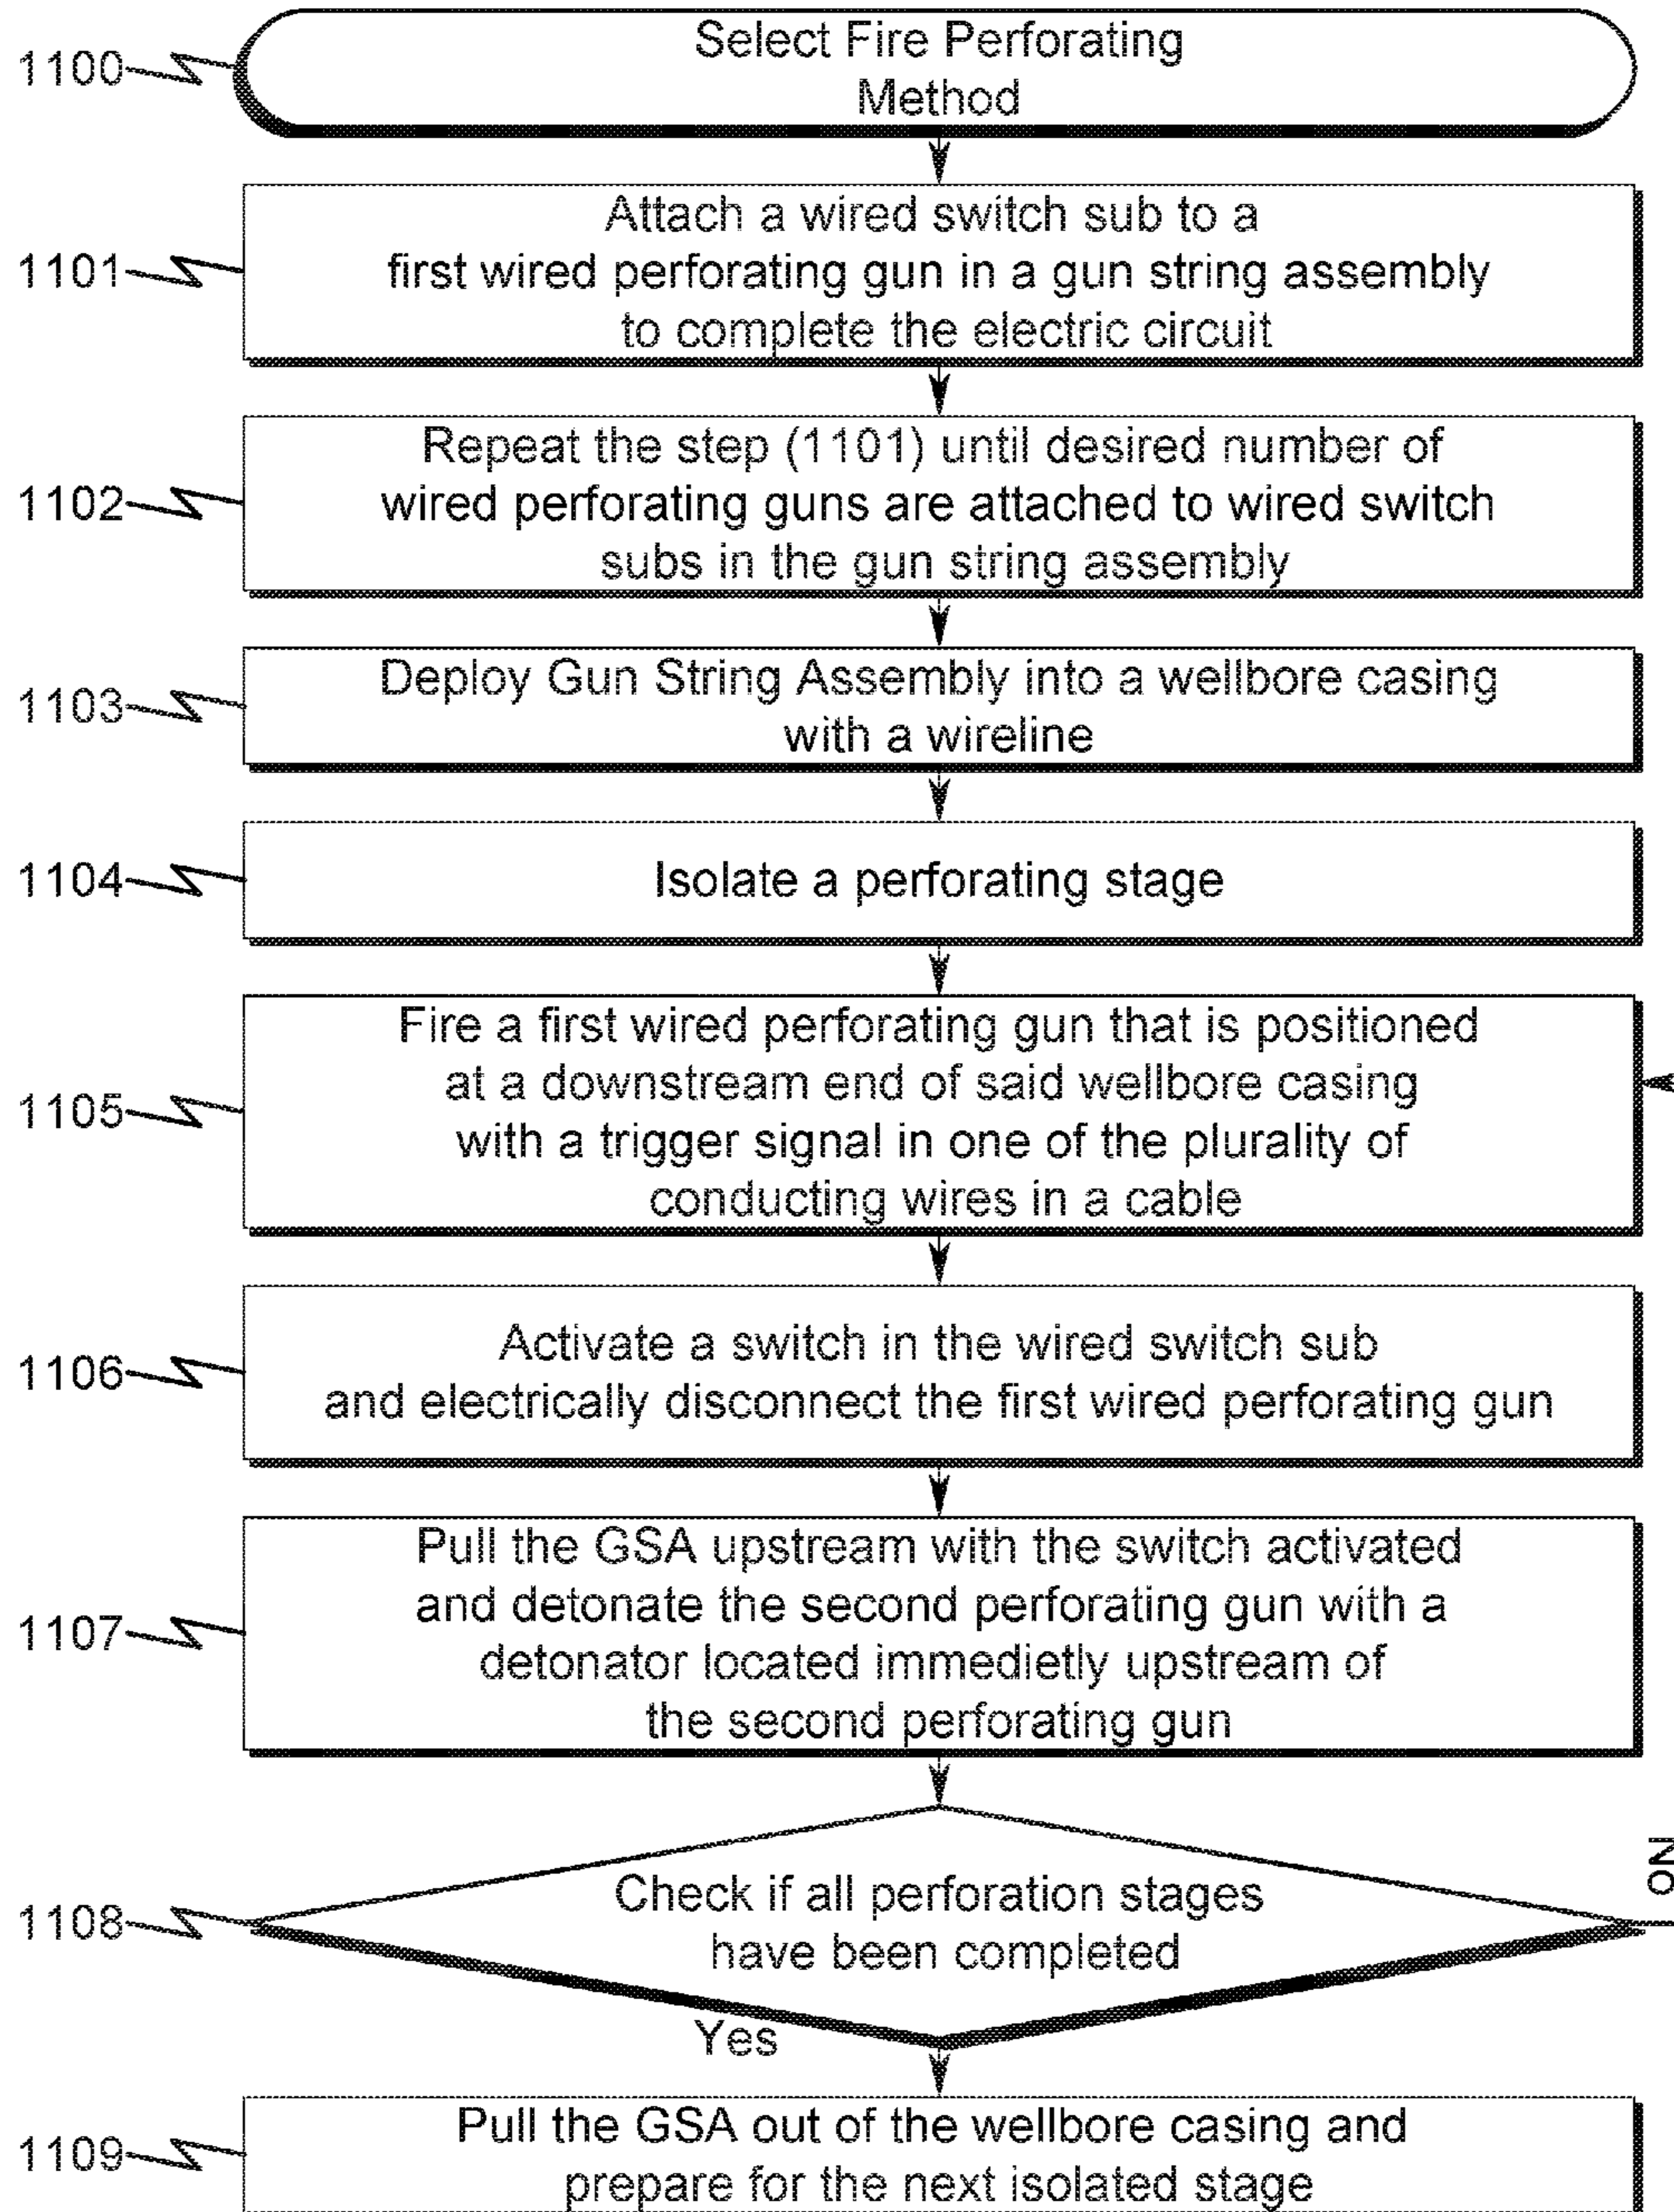 1100
Select Fire Perforating
Method
1101
Attach a wired switch sub to a
first wired perforating gun in a gun string assembly
to complete the electric circuit
1102
Repeat the step (1101) until desired number of
wired perforating guns are attached to wired switch
subs in the gun string assembly
1103
Deploy Gun String Assembly into a wellbore casing
with a wireline
1104
Isolate a perforating stage
1105
Fire a first wired perforating gun that is positioned
at a downstream end of said wellbore casing
with a trigger signal in one of the plurality of
conducting wires in a cable
1106
Activate a switch in the wired switch sub
and electrically disconnect the first wired perforating gun
1107
Pull the GSA upstream with the switch activated
and detonate the second perforating gun with a
detonator located immedietly upstream of
the second perforating gun
1108
Check if all perforation stages
have been completed
NO
Yes
1109
Pull the GSA out of the wellbore casing and
prepare for the next isolated stage